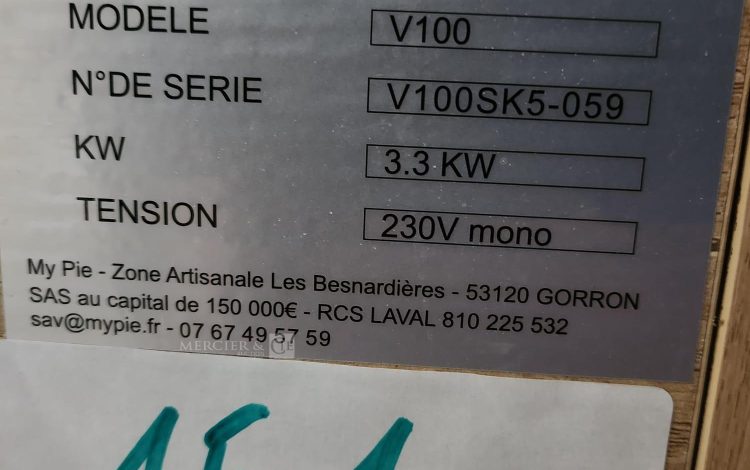 MODELE V100
N°DE SERIE V100SK5-059
KW 3.3 KW
TENSION 230V mono
My Pie - Zone Artisanale Les Besnardières - 53120 GORRON
SAS au capital de 150 000€ - RCS LAVAL 810 225 532
sav@mypie.fr - 07 67 49 57 59
MERCIER & CIE